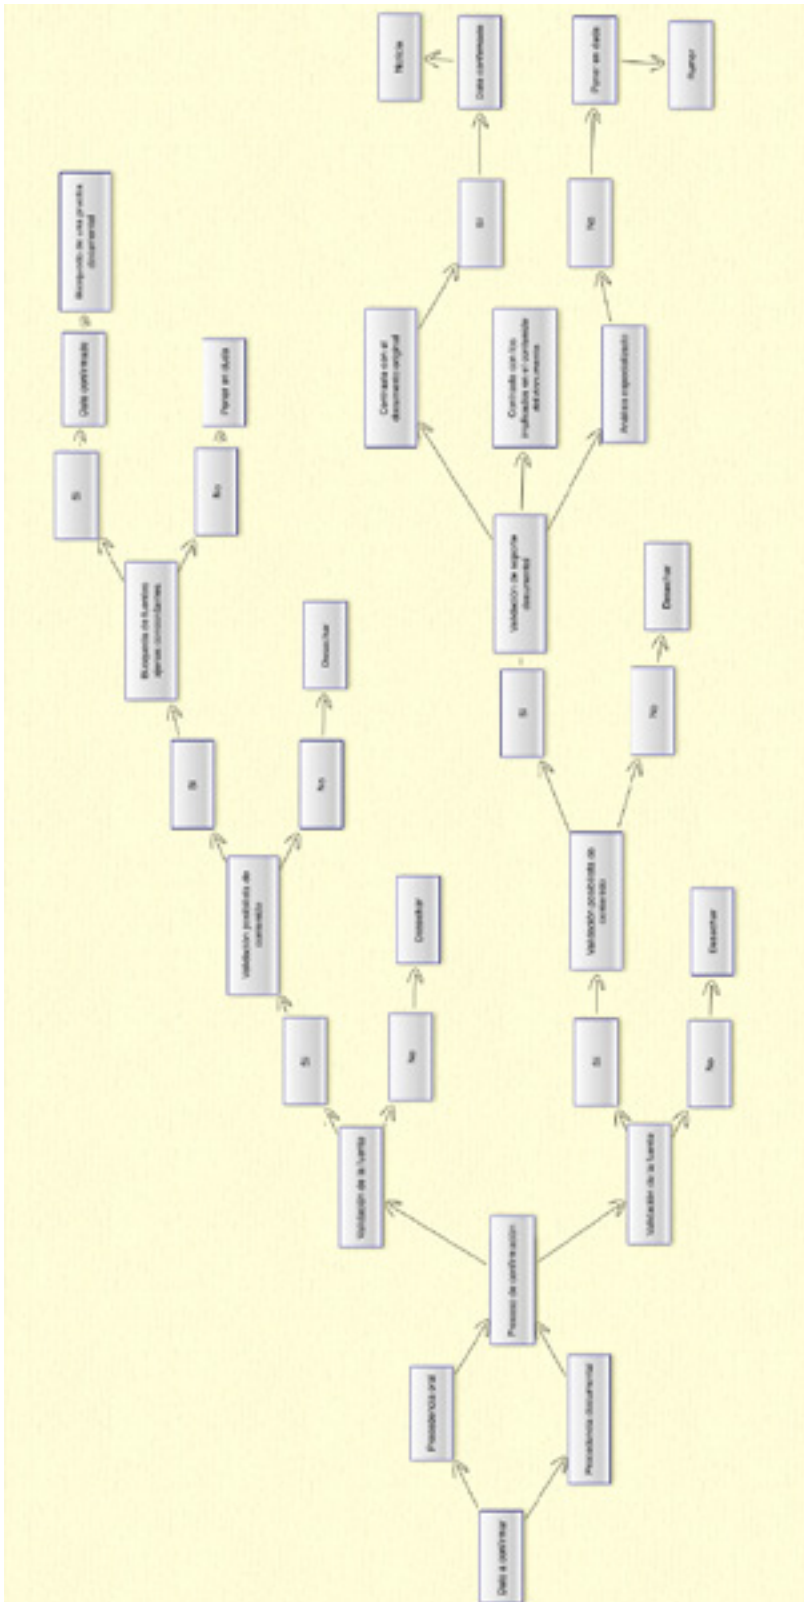 Dato a confirmar
Procedencia oral
Procedencia documental
Proceso de confirmación
Validación de la fuente
Sí
No
Desechar
Validación posibilista de
contenido
Sí
No
Desechar
Búsqueda de fuentes
ajenas concordantes
Sí
No
Dato confirmado
Poner en duda
Búsqueda de una prueba
documental
Validación de la fuente
Sí
No
Desechar
Validación posibilista de
contenido
Sí
No
Desechar
Validación de soporte
documental
Contraste con el
documento original
Contraste con los
implicados en el contenido
del documento
Análisis especializado
Sí
No
Dato confirmado
Poner en duda
Noticia
Rumor